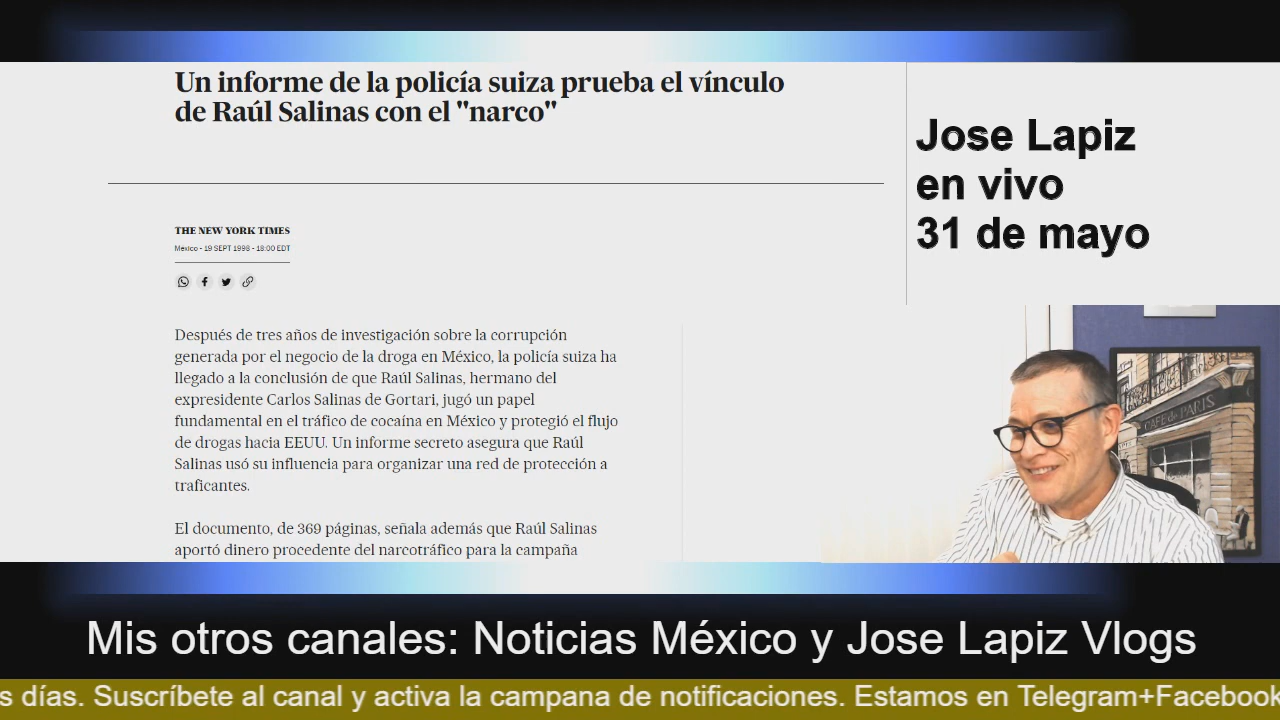 Un informe de la policía suiza prueba el vínculo
de Raúl Salinas con el "narco"
THE NEW YORK TIMES
México - 19 SEPT 1998 - 18:00 EDT
Después de tres años de investigación sobre la corrupción
generada por el negocio de la droga en México, la policía suiza ha
llegado a la conclusión de que Raúl Salinas, hermano del
expresidente Carlos Salinas de Gortari, jugó un papel
fundamental en el tráfico de cocaína en México y protegió el flujo
de drogas hacia EEUU. Un informe secreto asegura que Raúl
Salinas usó su influencia para organizar una red de protección a
traficantes.
El documento, de 369 páginas, señala además que Raúl Salinas
aportó dinero procedente del narcotráfico para la campaña
Jose Lapiz
en vivo
31 de mayo
CAFE de PARIS
Mis otros canales: Noticias México y Jose Lapiz Vlogs
s días. Suscríbete al canal y activa la campana de notificaciones. Estamos en Telegram+Facebook